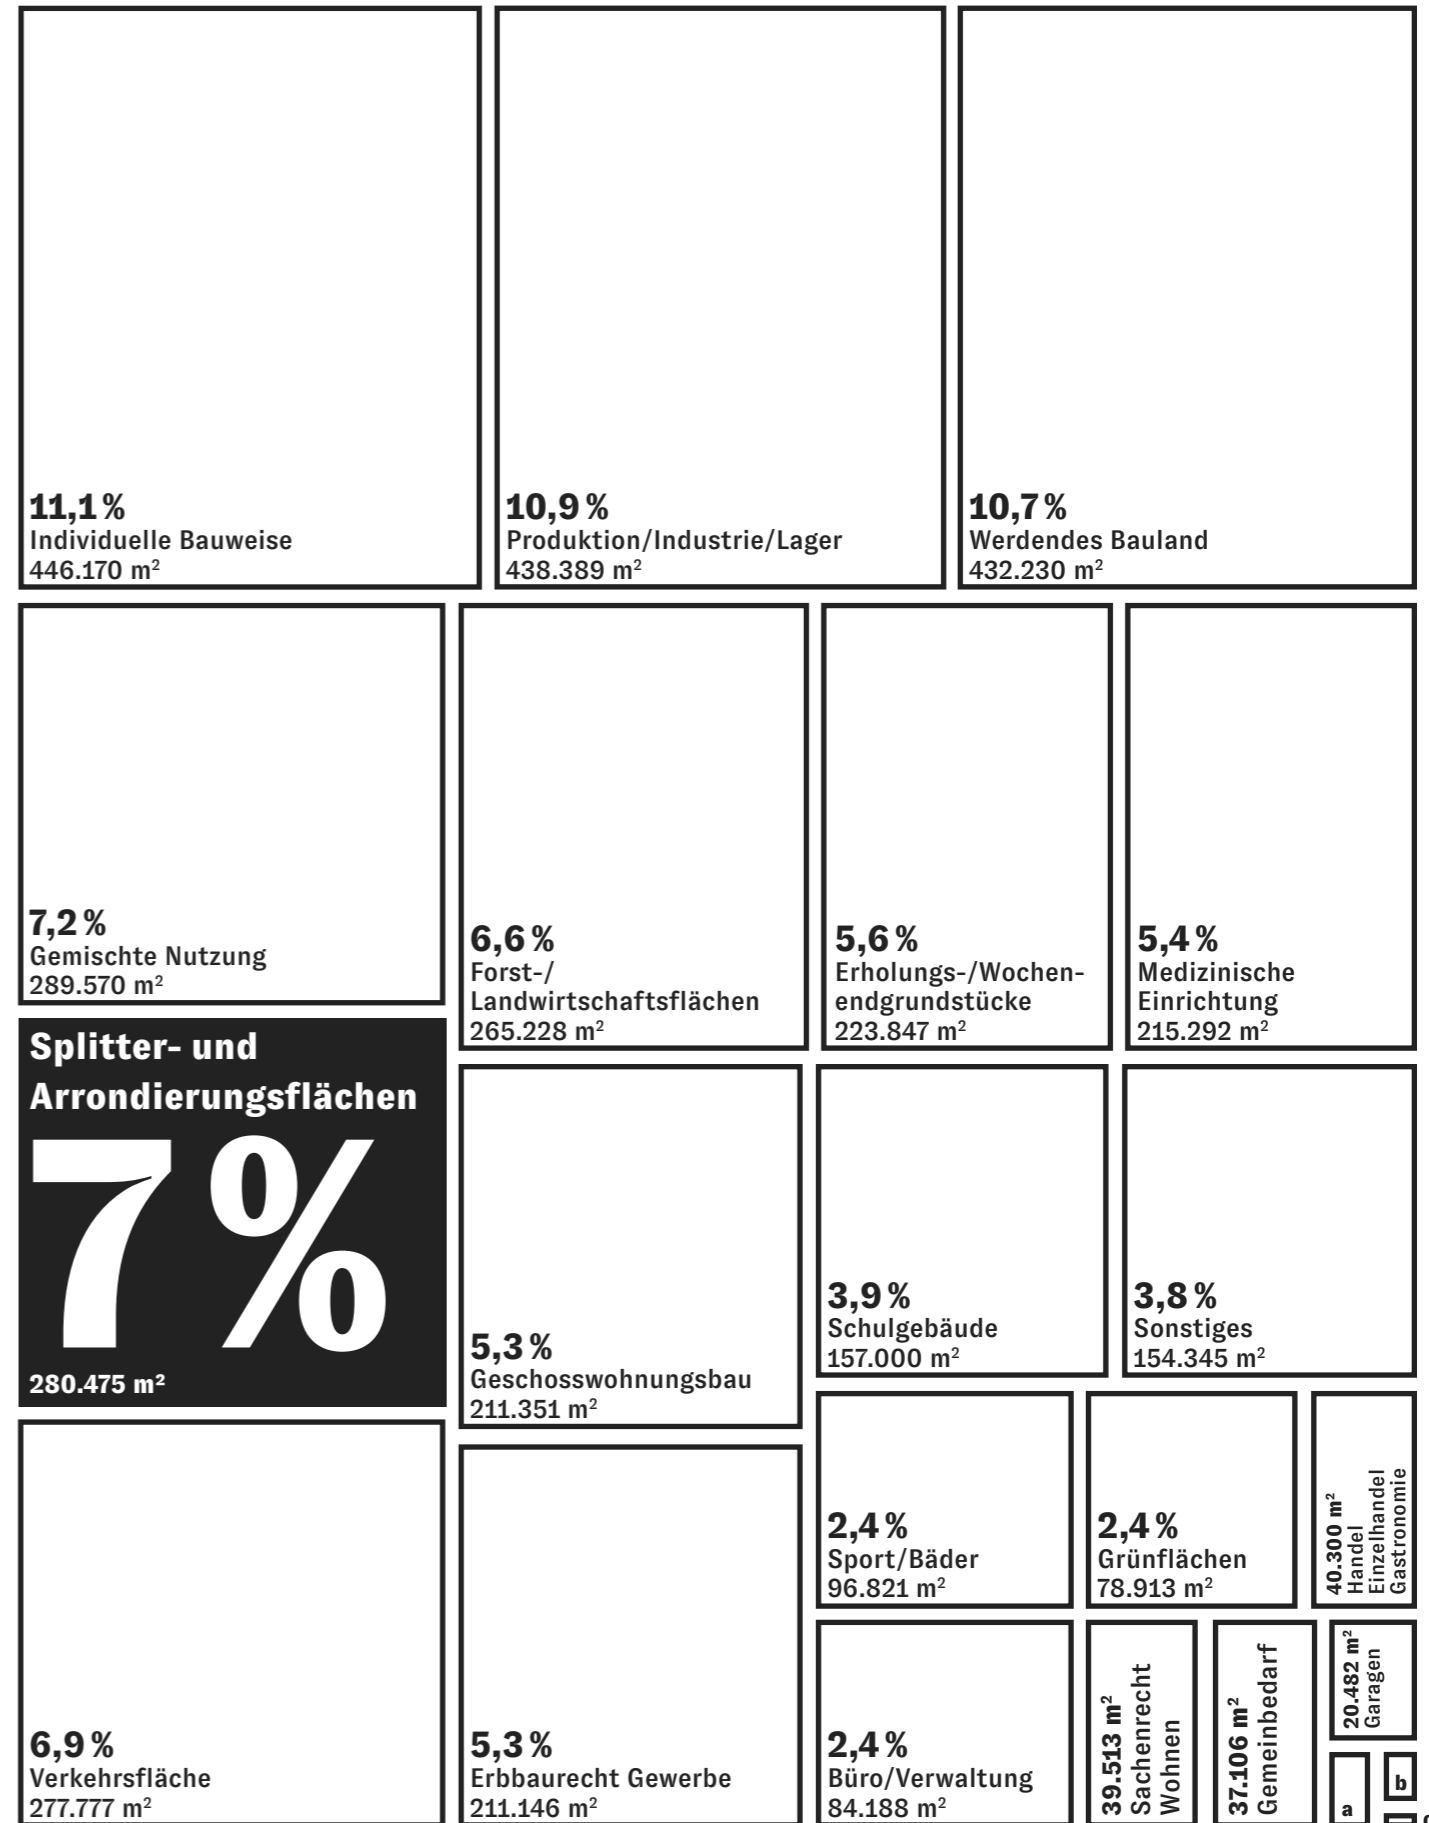 11,1 %
Individuelle Bauweise
446.170 m²
10,9 %
Produktion/Industrie/Lager
438.389 m²
10,7 %
Werdendes Bauland
432.230 m²
7,2 %
Gemischte Nutzung
289.570 m²
6,6 %
Forst-/
Landwirtschaftsflächen
265.228 m²
5,6 %
Erholungs-/Wochen-
endgrundstücke
223.847 m²
5,4 %
Medizinische
Einrichtung
215.292 m²
Splitter- und
Arrondierungsflächen
7 %
280.475 m²
5,3 %
Geschosswohnungsbau
211.351 m²
3,9 %
Schulgebäude
157.000 m²
3,8 %
Sonstiges
154.345 m²
2,4 %
Sport/Bäder
96.821 m²
2,4 %
Grünflächen
78.913 m²
40.300 m²
Handel
Einzelhandel
Gastronomie
6,9 %
Verkehrsfläche
277.777 m²
5,3 %
Erbbaurecht Gewerbe
211.146 m²
2,4 %
Büro/Verwaltung
84.188 m²
39.513 m²
Sachenrecht
Wohnen
37.106 m²
Gemeinbedarf
20.482 m²
Garagen
a
b